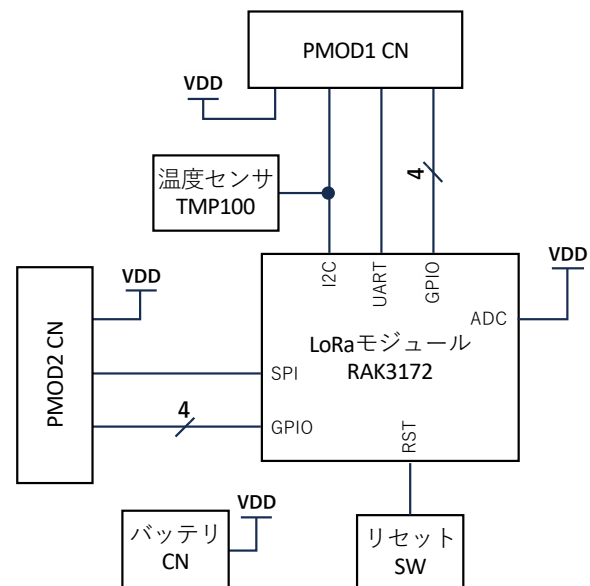 PMOD1 CN
VDD
温度センサ
TMP100
4
VDD
VDD
I2C
UART
GPIO
ADC
PMOD2 CN
LoRaモジュール
RAK3172
SPI
4
GPIO
RST
VDD
バッテリ
CN
リセット
SW